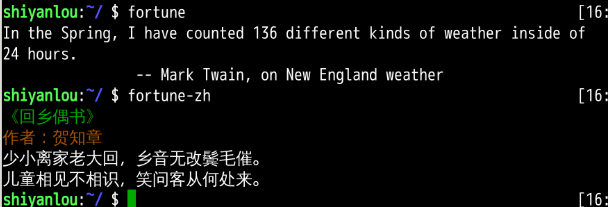 shiyanlou:~/ $ fortune [16:
In the Spring, I have counted 136 different kinds of weather inside of
24 hours.
-- Mark Twain, on New England weather
shiyanlou:~/ $ fortune-zh [16:
《回乡偶书》
作者：贺知章
少小离家老大回，乡音无改鬓毛催。
儿童相见不相识，笑问客从何处来。
shiyanlou:~/ $ [16: